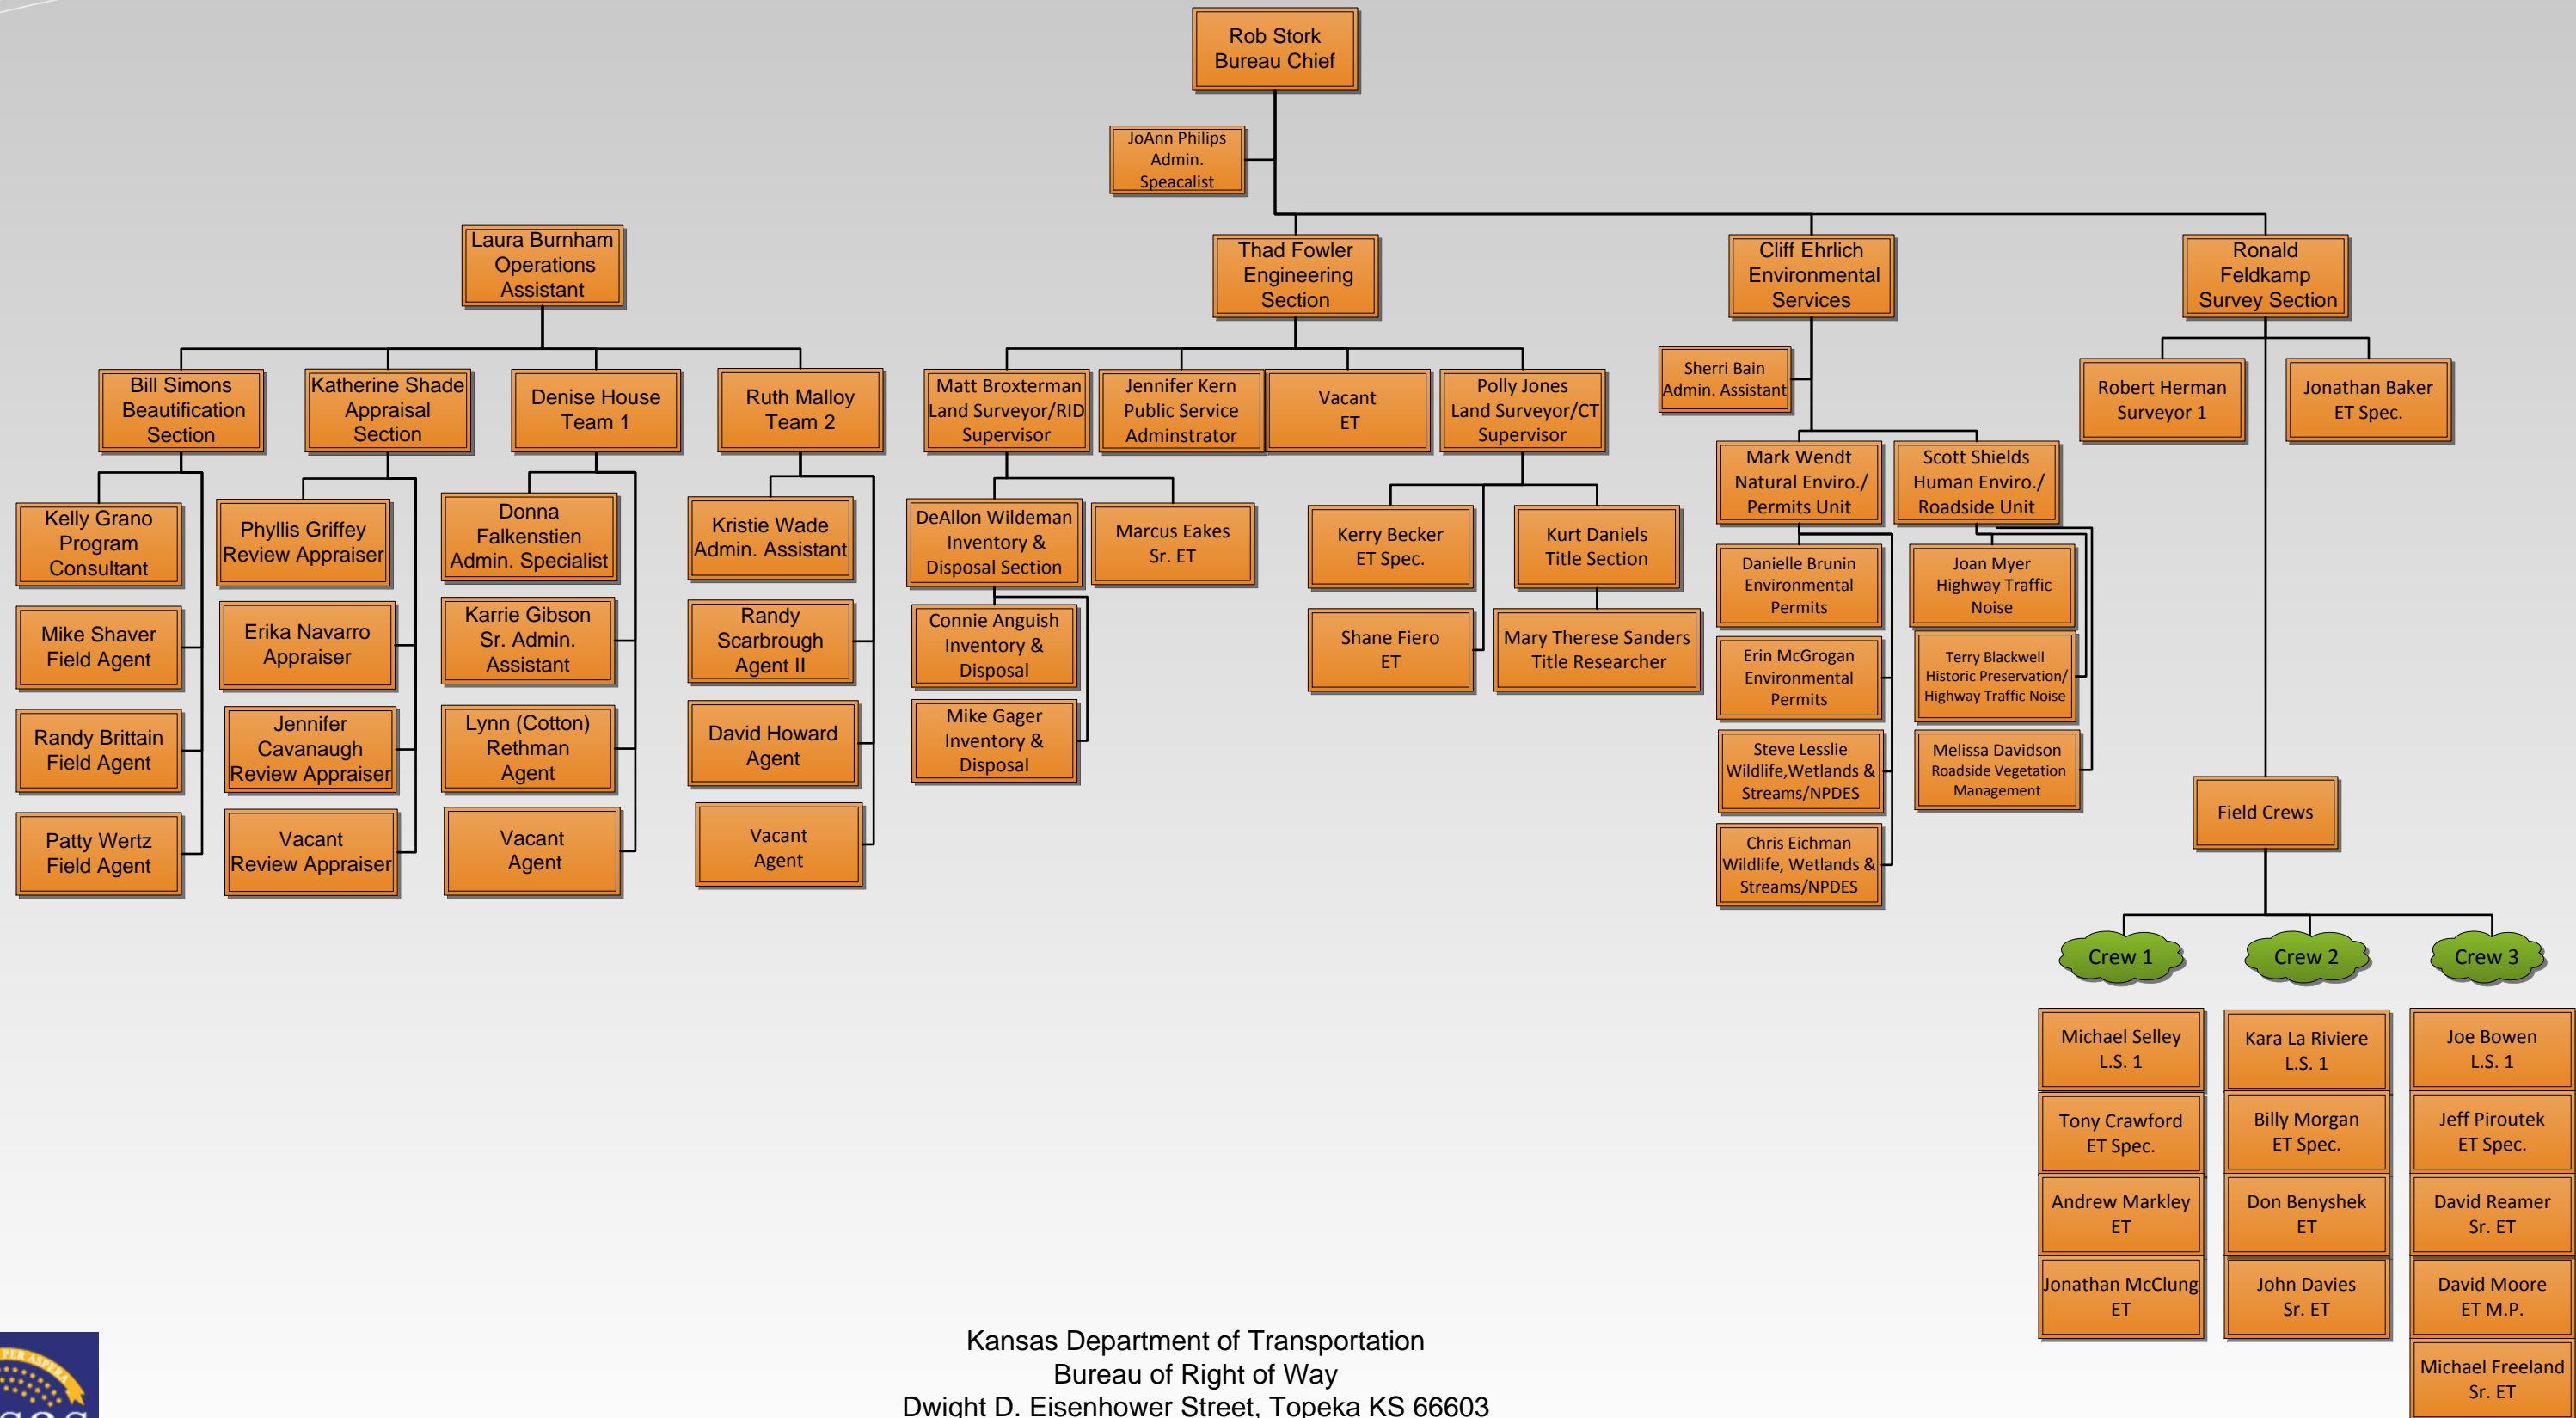 Rob Stork
Bureau Chief
JoAnn Philips
Admin.
Speacalist
Laura Burnham
Operations
Assistant
Thad Fowler
Engineering
Section
Cliff Ehrlich
Environmental
Services
Ronald
Feldkamp
Survey Section
Bill Simons
Beautification
Section
Katherine Shade
Appraisal
Section
Denise House
Team 1
Ruth Malloy
Team 2
Matt Broxterman
Land Surveyor/RID
Supervisor
Jennifer Kern
Public Service
Adminstrator
Vacant
ET
Polly Jones
Land Surveyor/CT
Supervisor
Sherri Bain
Admin. Assistant
Robert Herman
Surveyor 1
Jonathan Baker
ET Spec.
Mark Wendt
Natural Enviro./
Permits Unit
Scott Shields
Human Enviro./
Roadside Unit
Kelly Grano
Program
Consultant
Mike Shaver
Field Agent
Randy Brittain
Field Agent
Patty Wertz
Field Agent
Phyllis Griffey
Review Appraiser
Erika Navarro
Appraiser
Jennifer
Cavanaugh
Review Appraiser
Vacant
Review Appraiser
Donna
Falkenstien
Admin. Specialist
Karrie Gibson
Sr. Admin.
Assistant
Lynn (Cotton)
Rethman
Agent
Vacant
Agent
Kristie Wade
Admin. Assistant
Randy
Scarbrough
Agent II
David Howard
Agent
Vacant
Agent
DeAllon Wildeman
Inventory &
Disposal Section
Marcus Eakes
Sr. ET
Connie Anguish
Inventory &
Disposal
Mike Gager
Inventory &
Disposal
Kerry Becker
ET Spec.
Kurt Daniels
Title Section
Shane Fiero
ET
Mary Therese Sanders
Title Researcher
Danielle Brunin
Environmental
Permits
Erin McGrogan
Environmental
Permits
Steve Lesslie
Wildlife,Wetlands &
Streams/NPDES
Chris Eichman
Wildlife, Wetlands &
Streams/NPDES
Joan Myer
Highway Traffic
Noise
Terry Blackwell
Historic Preservation/
Highway Traffic Noise
Melissa Davidson
Roadside Vegetation
Management
Field Crews
Crew 1
Crew 2
Crew 3
Michael Selley
L.S. 1
Tony Crawford
ET Spec.
Andrew Markley
ET
Jonathan McClung
ET
Kara La Riviere
L.S. 1
Billy Morgan
ET Spec.
Don Benyshek
ET
John Davies
Sr. ET
Joe Bowen
L.S. 1
Jeff Piroutek
ET Spec.
David Reamer
Sr. ET
David Moore
ET M.P.
Michael Freeland
Sr. ET
PER ASPERA
Kansas Department of Transportation
Bureau of Right of Way
Dwight D. Eisenhower Street, Topeka KS 66603